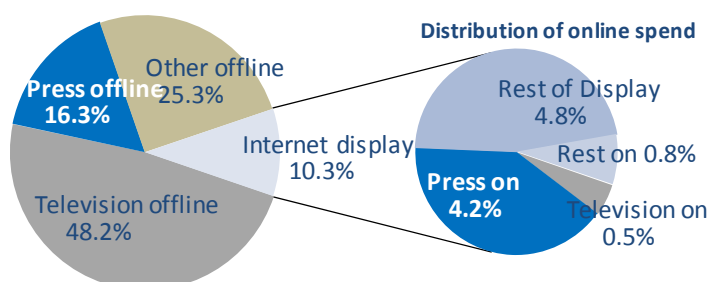 Distribution of online spend
Other offline
25.3%
Press offline
16.3%
Internet display
10.3%
Television offline
48.2%
Rest of Display
4.8%
Rest on 0.8%
Press on
4.2%
Television on
0.5%